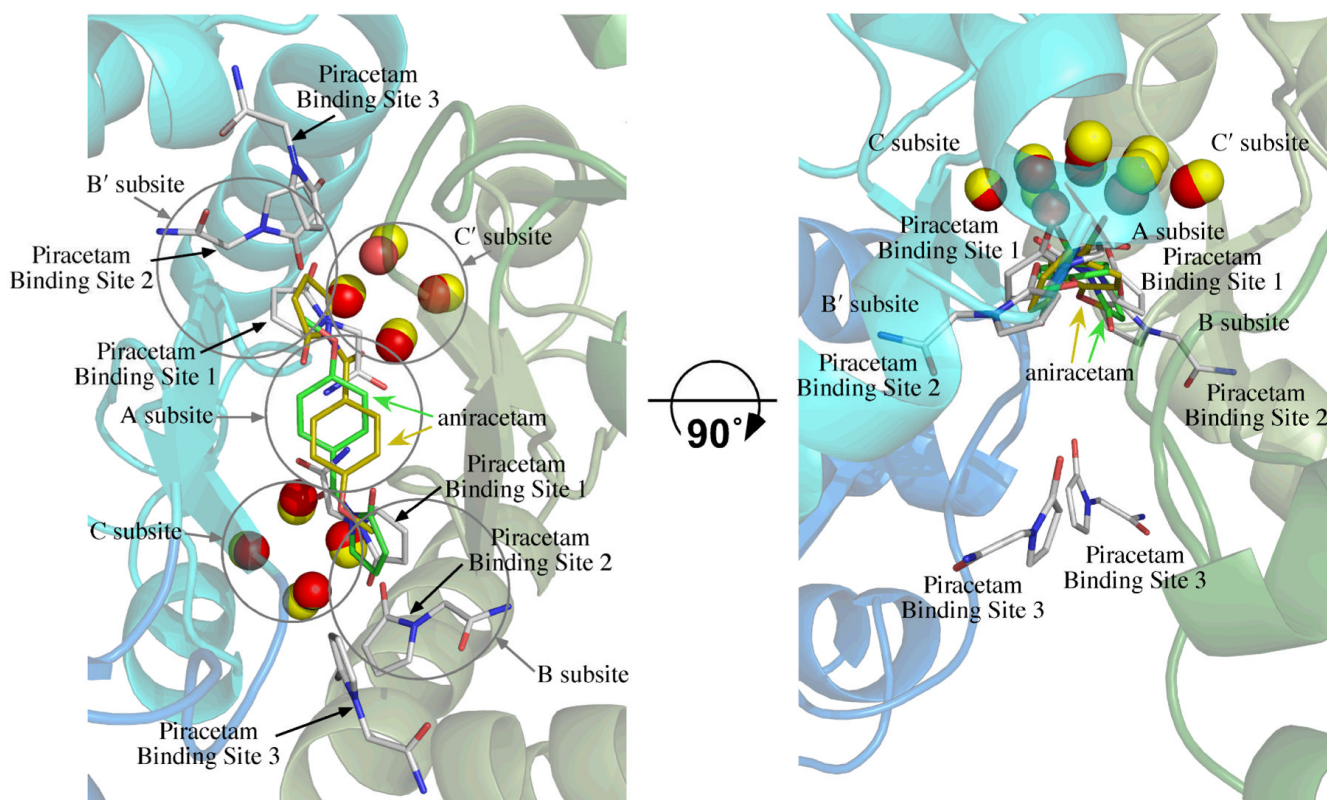 Piracetam
Binding Site 3
B′ subsite
Piracetam
Binding Site 2
C′ subsite
Piracetam
Binding Site 1
A subsite
aniracetam
Piracetam
Binding Site 1
C subsite
Piracetam
Binding Site 2
B subsite
Piracetam
Binding Site 3
90°
C subsite
C′ subsite
Piracetam
Binding Site 1
A subsite
Piracetam
Binding Site 1
B′ subsite
B subsite
Piracetam
Binding Site 2
aniracetam
Piracetam
Binding Site 2
Piracetam
Binding Site 3
Piracetam
Binding Site 3